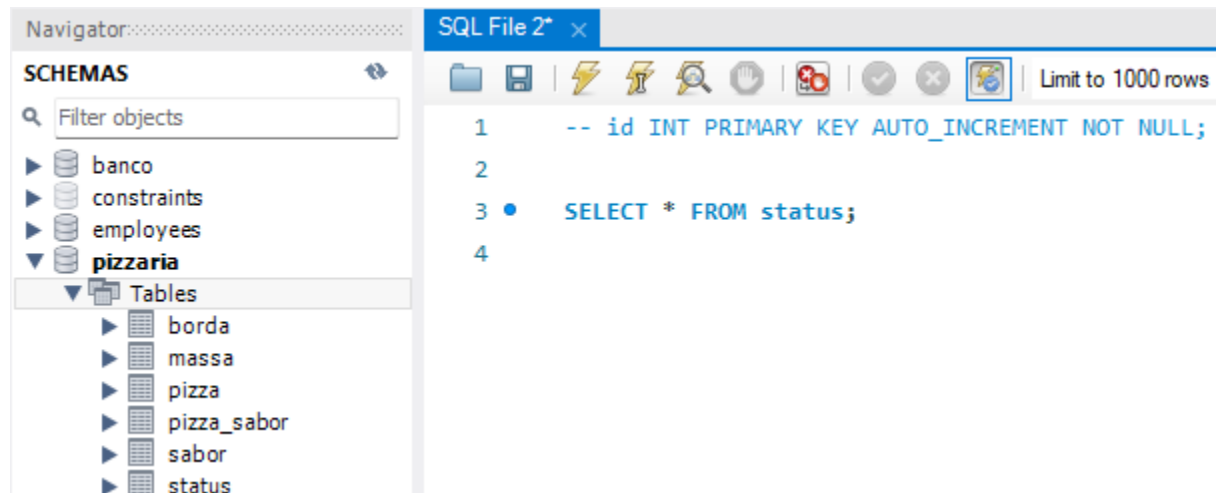 Navigator
SCHEMAS
Filter objects
banco
constraints
employees
pizzaria
Tables
borda
massa
pizza
pizza_sabor
sabor
status
SQL File 2*
Limit to 1000 rows
1 -- id INT PRIMARY KEY AUTO_INCREMENT NOT NULL;
2
3 SELECT * FROM status;
4